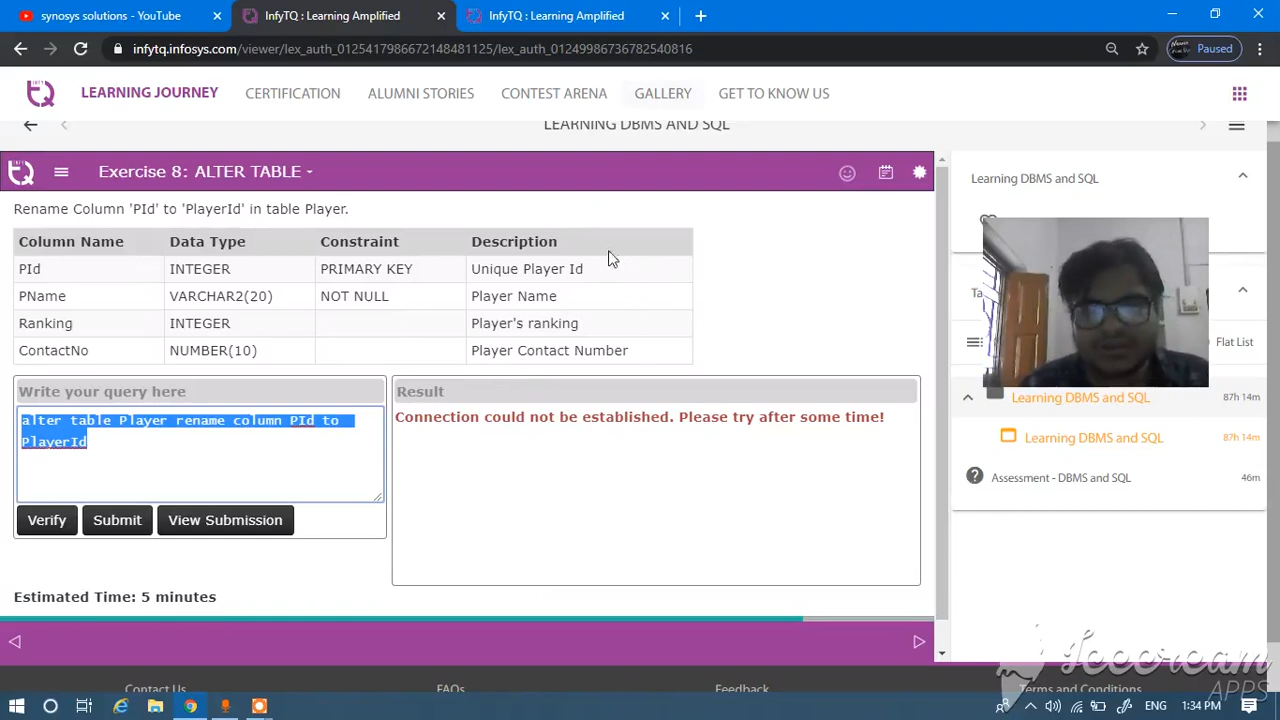 synosys solutions - YouTube
InfyTQ : Learning Amplified
InfyTQ : Learning Amplified
infytq.infosys.com/viewer/lex_auth_0125417986672148481125/lex_auth_01249986736782540816
Paused
LEARNING JOURNEY
CERTIFICATION
ALUMNI STORIES
CONTEST ARENA
GALLERY
GET TO KNOW US
LEARNING DBMS AND SQL
Exercise 8: ALTER TABLE
Learning DBMS and SQL
Rename Column 'PId' to 'PlayerId' in table Player.
Column Name Data Type Constraint Description
PId INTEGER PRIMARY KEY Unique Player Id
PName VARCHAR2(20) NOT NULL Player Name
Ranking INTEGER Player's ranking
ContactNo NUMBER(10) Player Contact Number
Flat List
Write your query here
Result
alter table Player rename column PId to
PlayerId
Connection could not be established. Please try after some time!
Learning DBMS and SQL 87h 14m
Learning DBMS and SQL 87h 14m
Assessment - DBMS and SQL 46m
Verify
Submit
View Submission
Estimated Time: 5 minutes
Contact Us
FAQs
Feedback
Terms and Conditions
Icecream
APPS
ENG
1:34 PM